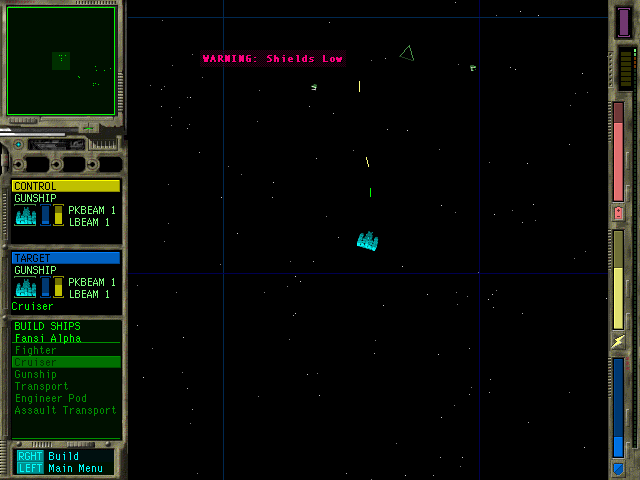 WARNING: Shields Low
CONTROL
GUNSHIP
PKBEAM 1
LBEAM 1
TARGET
GUNSHIP
PKBEAM 1
LBEAM 1
Cruiser
BUILD SHIPS
Fansi Alpha
Fighter
Cruiser
Gunship
Transport
Engineer Pod
Assault Transport
RGHT Build
LEFT Main Menu